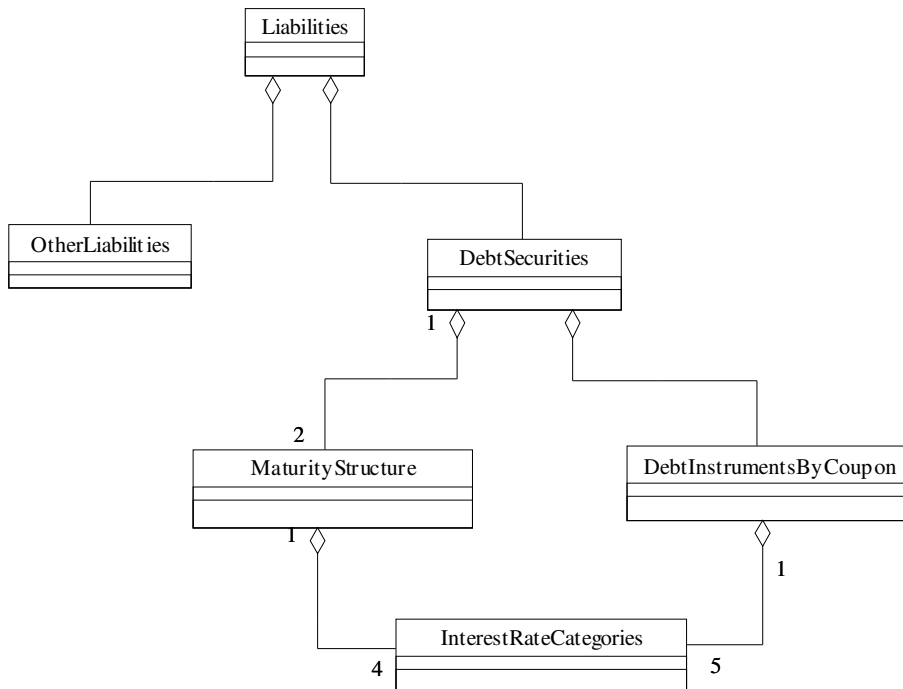 Liabilities
OtherLiabilities
DebtSecurities
1
2
MaturityStructure
DebtInstrumentsByCoupon
1
1
InterestRateCategories
4
5